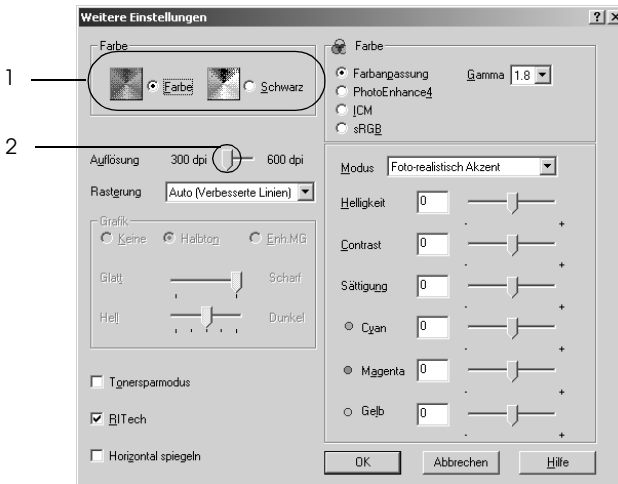 Weitere Einstellungen
1
Farbe
Farbe
Schwarz
2
Auflösung 300 dpi 600 dpi
Rasterung Auto (Verbesserte Linien)
Grafik
Keine Halbton Enh.MG
Glatt Scharf
Hell Dunkel
Tonersparmodus
RITech
Horizontal spiegeln
Farbe
Farbanpassung Gamma 1.8
PhotoEnhance4
ICM
sRGB
Modus Foto-realistisch Akzent
Helligkeit 0
- +
Contrast 0
- +
Sättigung 0
- +
Cyan 0
- +
Magenta 0
- +
Gelb 0
- +
OK Abbrechen Hilfe